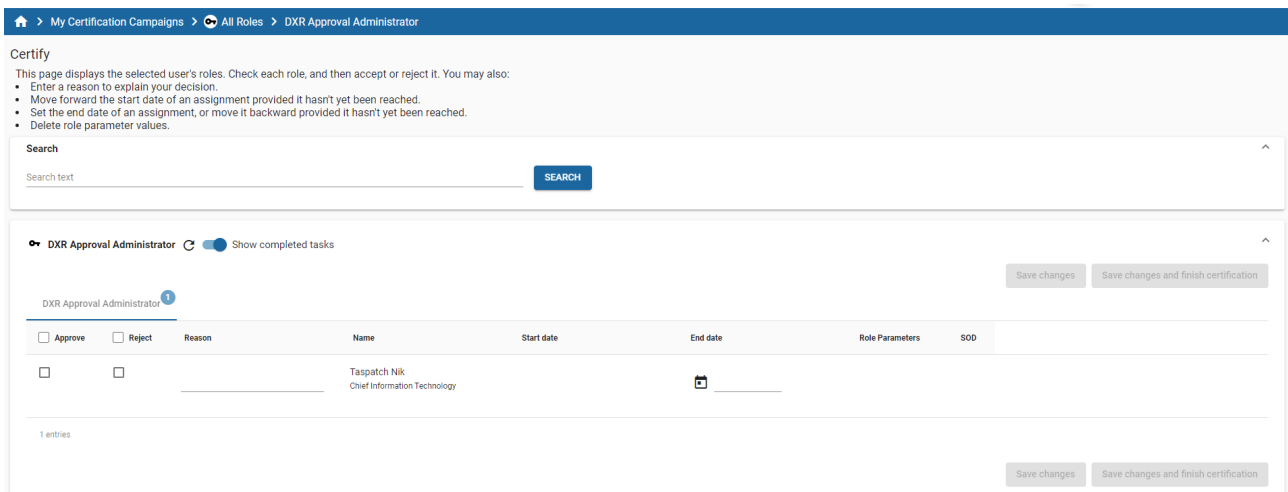 My Certification Campaigns > All Roles > DXR Approval Administrator
Certify
This page displays the selected user's roles. Check each role, and then accept or reject it. You may also:
• Enter a reason to explain your decision.
• Move forward the start date of an assignment provided it hasn't yet been reached.
• Set the end date of an assignment, or move it backward provided it hasn't yet been reached.
• Delete role parameter values.
Search
Search text
SEARCH
DXR Approval Administrator Show completed tasks
Save changes Save changes and finish certification
DXR Approval Administrator 1
Approve Reject Reason Name Start date End date Role Parameters SOD
Taspatch Nik
Chief Information Technology
1 entries
Save changes Save changes and finish certification